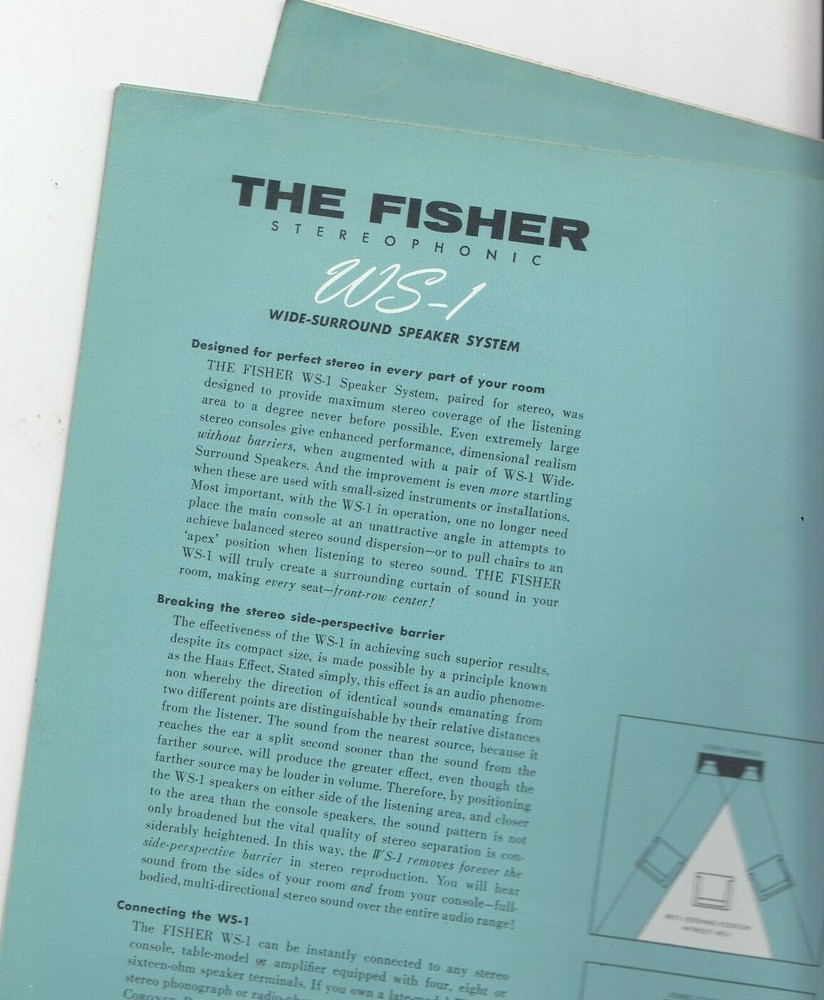 THE FISHER
STEREOPHONIC
WS-1
WIDE-SURROUND SPEAKER SYSTEM
Designed for perfect stereo in every part of your room
THE FISHER WS-1 Speaker System, paired for stereo, was
designed to provide maximum stereo coverage of the listening
area to a degree never before possible. Even extremely large
stereo consoles give enhanced performance, dimensional realism
without barriers, when augmented with a pair of WS-1 Wide-
Surround Speakers. And the improvement is even more startling
when these are used with small-sized instruments or installations.
Most important, with the WS-1 in operation, one no longer need
place the main console at an unattractive angle in attempts to
achieve balanced stereo sound dispersion—or to pull chairs to an
'apex' position when listening to stereo sound. THE FISHER
WS-1 will truly create a surrounding curtain of sound in your
room, making every seat—front-row center!
Breaking the stereo side-perspective barrier
The effectiveness of the WS-1 in achieving such superior results,
despite its compact size, is made possible by a principle known
as the Haas Effect. Stated simply, this effect is an audio phenome-
non whereby the direction of identical sounds emanating from
two different points are distinguishable by their relative distances
from the listener. The sound from the nearest source, because it
reaches the ear a split second sooner than the sound from the
farther source, will produce the greater effect, even though the
farther source may be louder in volume. Therefore, by positioning
the WS-1 speakers on either side of the listening area, and closer
to the area than the console speakers, the sound pattern is not
only broadened but the vital quality of stereo separation is con-
siderably heightened. In this way, the WS-1 removes forever the
side-perspective barrier in stereo reproduction. You will hear
sound from the sides of your room and from your console—full-
bodied, multi-directional stereo sound over the entire audio range!
STEREO CONSOLE
BEST LISTENING POSITION
WITHOUT WS-1
Connecting the WS-1
The FISHER WS-1 can be instantly connected to any stereo
console, table-model or amplifier equipped with four, eight or
sixteen-ohm speaker terminals. If you own a
stereo phonograph or